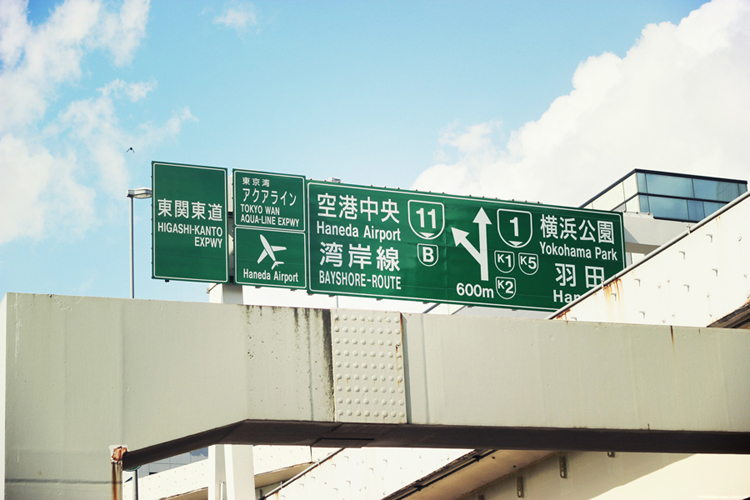 東関東道
HIGASHI-KANTO
EXPWY
東京湾
アクアライン
TOKYO WAN
AQUA-LINE EXPWY
Haneda Airport
空港中央
Haneda Airport
湾岸線
BAYSHORE-ROUTE
11
B
600m
1
K1 K5
K2
横浜公園
Yokohama Park
羽田